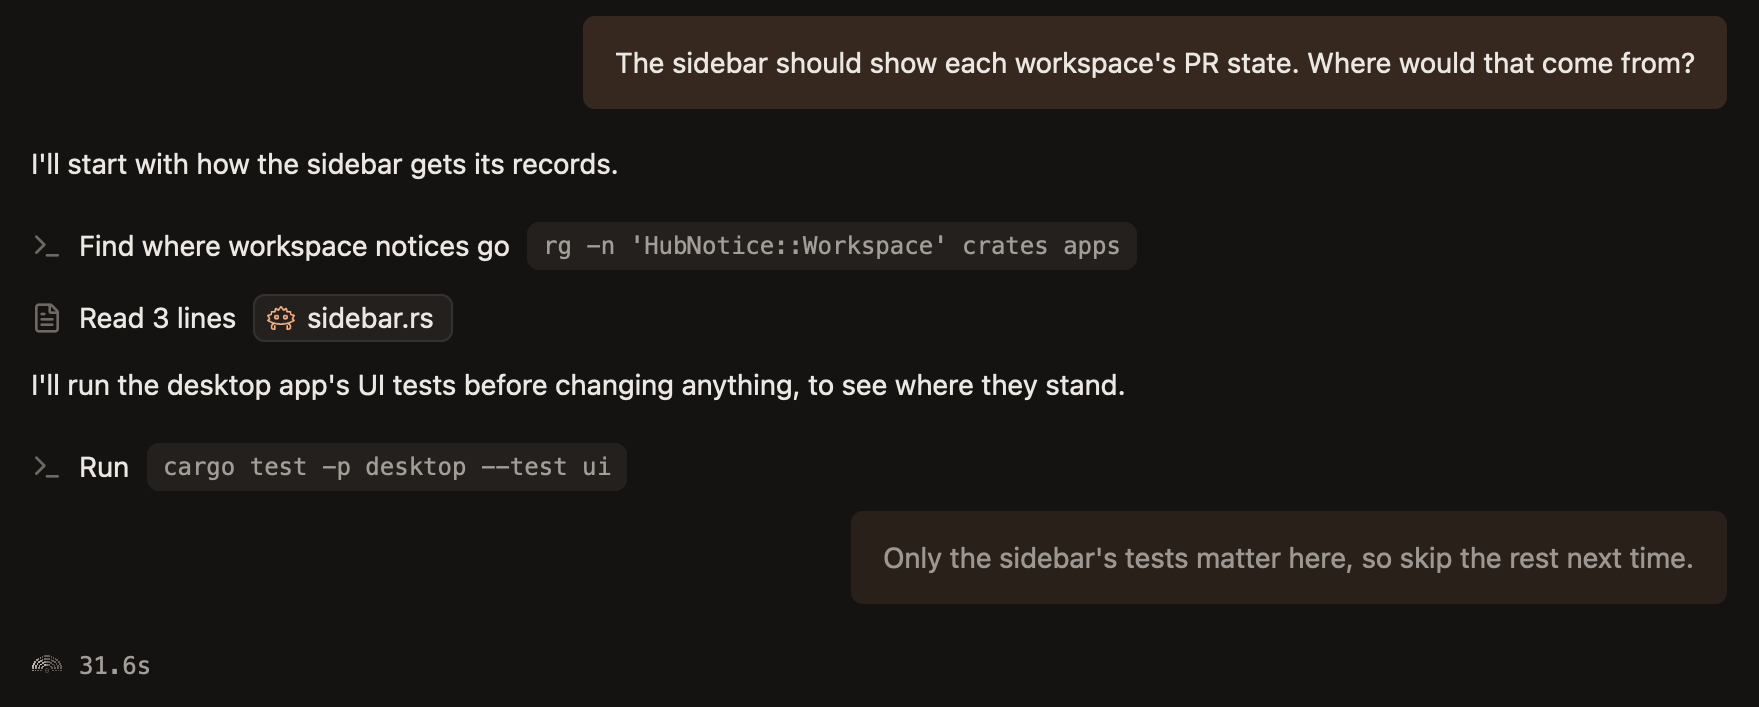 The sidebar should show each workspace's PR state. Where would that come from?
I'll start with how the sidebar gets its records.
Find where workspace notices go rg -n 'HubNotice::Workspace' crates apps
Read 3 lines sidebar.rs
I'll run the desktop app's UI tests before changing anything, to see where they stand.
Run cargo test -p desktop --test ui
Only the sidebar's tests matter here, so skip the rest next time.
31.6s